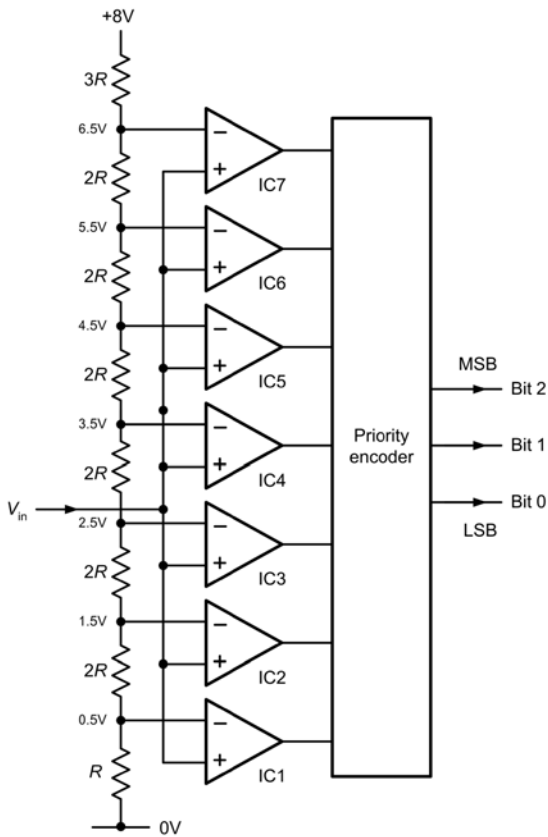 +8V
3R
6.5V
IC7
2R
5.5V
IC6
2R
4.5V
IC5
MSB
Bit 2
2R
3.5V
IC4
Priority
encoder
Bit 1
2R
Vin
2.5V
IC3
Bit 0
LSB
2R
1.5V
IC2
2R
0.5V
IC1
R
0V